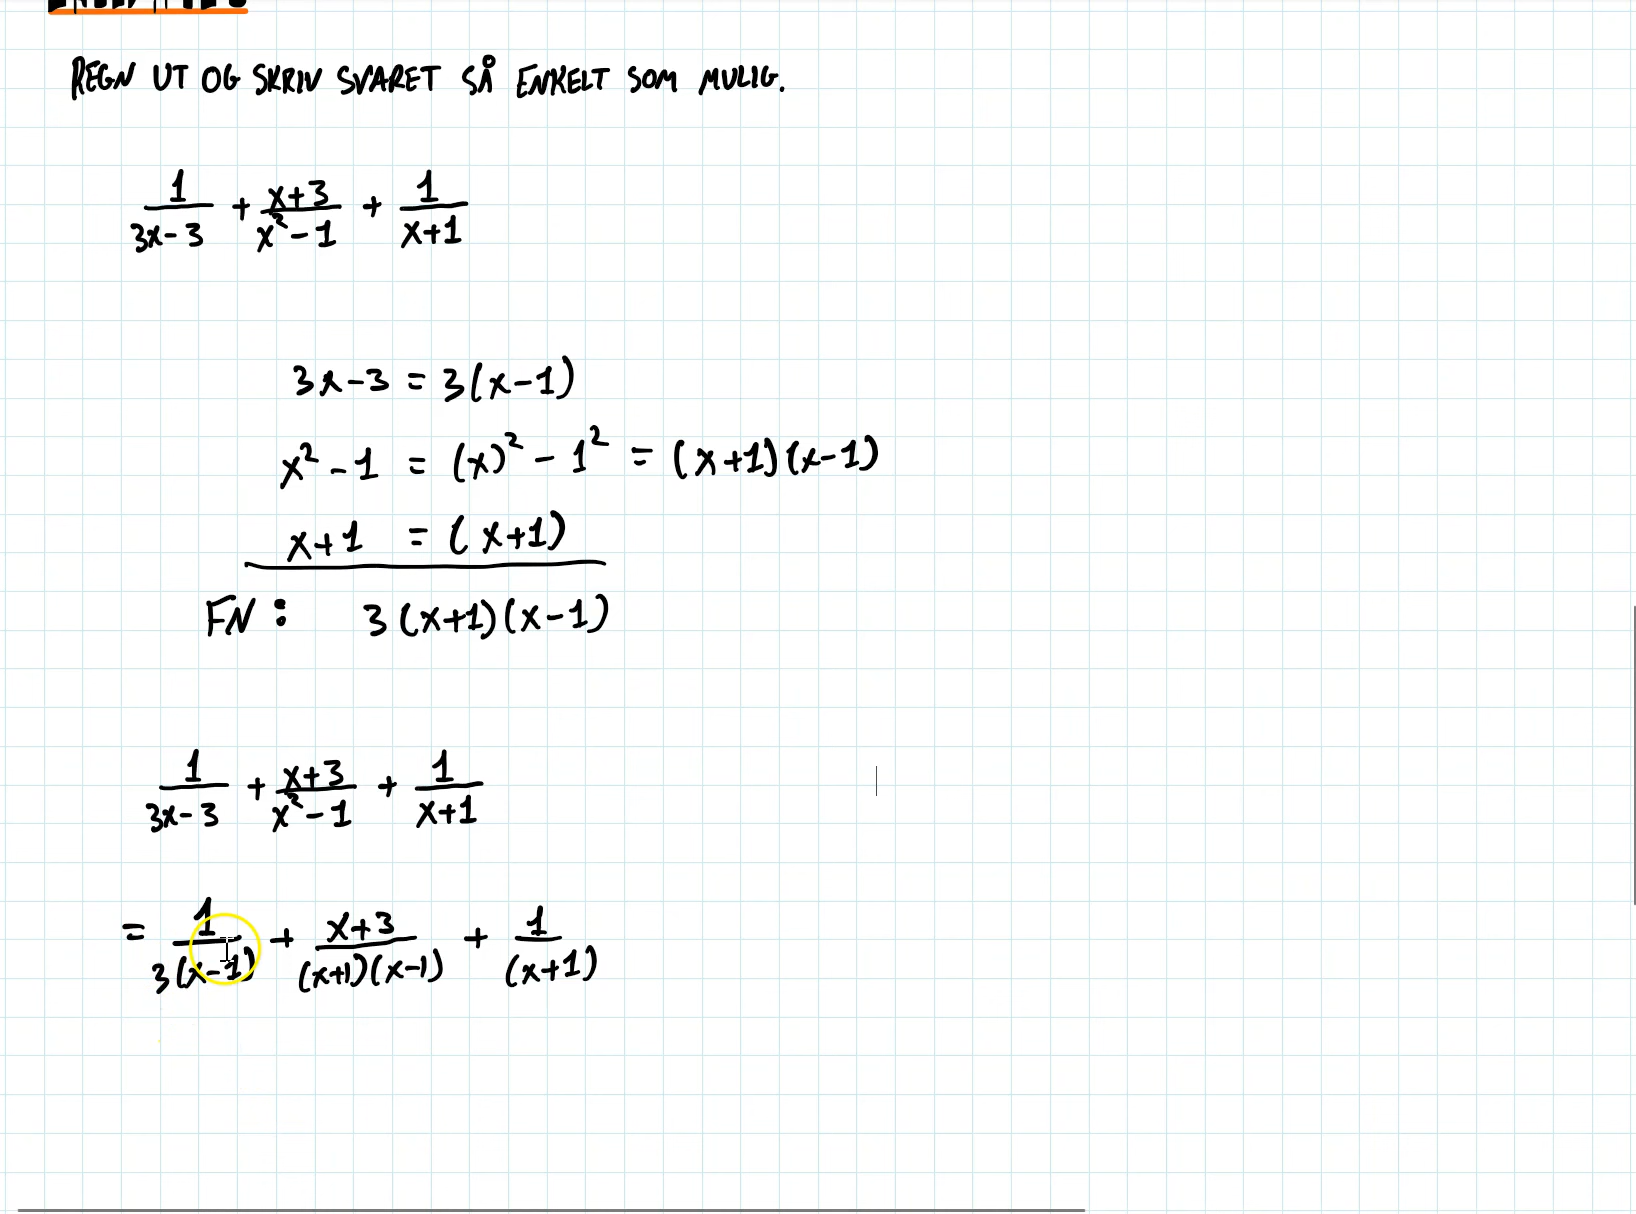 REGN UT OG SKRIV SVARET SÅ ENKELT SOM MULIG.
1/(3x-3) + (x+3)/(x²-1) + 1/(x+1)
3x-3 = 3(x-1)
x²-1 = (x)²-1² = (x+1)(x-1)
x+1 = (x+1)
FN: 3(x+1)(x-1)
1/(3x-3) + (x+3)/(x²-1) + 1/(x+1)
= 1/(3(x-1)) + (x+3)/((x+1)(x-1)) + 1/(x+1)